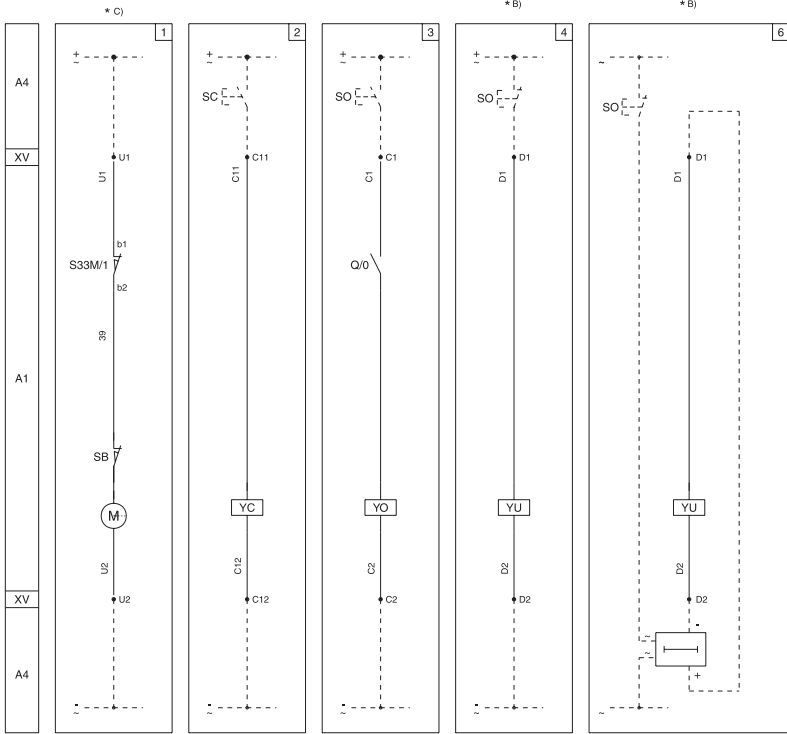 * C)
* B)
* B)
1
2
3
4
6
A4
XV
A1
XV
A4
+
~
U1
U1
b1
S33M/1
b2
39
SB
M
U2
U2
-
~
+
~
SC
C11
C11
YC
C12
C12
-
~
+
~
SO
C1
C1
Q/0
YO
C2
C2
-
~
+
~
SO
D1
D1
YU
D2
D2
-
~
~
SO
D1
D1
YU
D2
D2
-
~
~
+
~